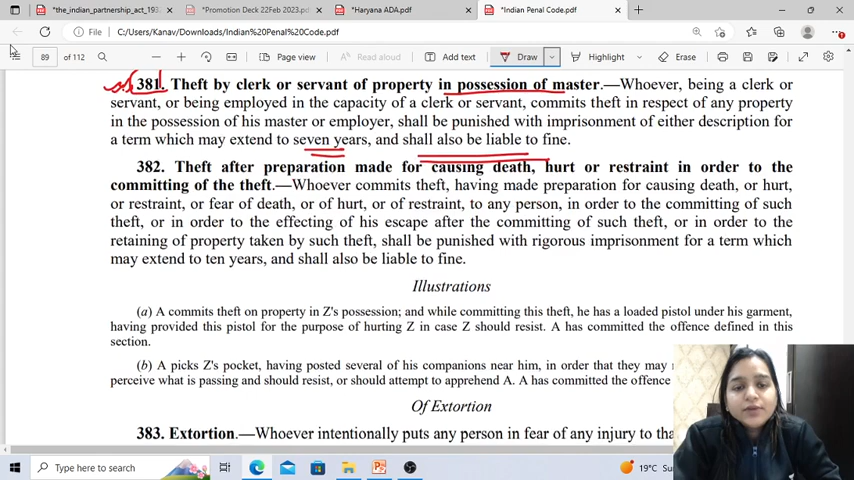 *the_indian_partnership_act_193
*Promotion Deck 22Feb 2023.pdf
*Haryana ADA.pdf
*Indian Penal Code.pdf
File
C:/Users/Kanav/Downloads/Indian%20Penal%20Code.pdf
89 of 112
Page view
Read aloud
Add text
Draw
Highlight
Erase
381. Theft by clerk or servant of property in possession of master.—Whoever, being a clerk or
servant, or being employed in the capacity of a clerk or servant, commits theft in respect of any property
in the possession of his master or employer, shall be punished with imprisonment of either description for
a term which may extend to seven years, and shall also be liable to fine.
382. Theft after preparation made for causing death, hurt or restraint in order to the
committing of the theft.—Whoever commits theft, having made preparation for causing death, or hurt,
or restraint, or fear of death, or of hurt, or of restraint, to any person, in order to the committing of such
theft, or in order to the effecting of his escape after the committing of such theft, or in order to the
retaining of property taken by such theft, shall be punished with rigorous imprisonment for a term which
may extend to ten years, and shall also be liable to fine.
Illustrations
(a) A commits theft on property in Z's possession; and while committing this theft, he has a loaded pistol under his garment,
having provided this pistol for the purpose of hurting Z in case Z should resist. A has committed the offence defined in this
section.
(b) A picks Z's pocket, having posted several of his companions near him, in order that they may
perceive what is passing and should resist, or should attempt to apprehend A. A has committed the offence
Of Extortion
383. Extortion.—Whoever intentionally puts any person in fear of any injury to
Type here to search
19°C